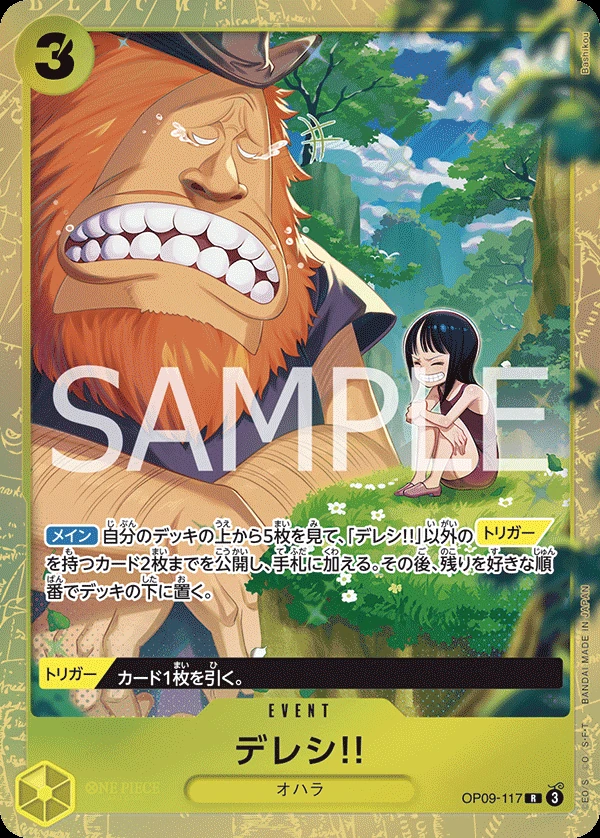 3
Bashikou
SAMPLE
メイン 自分のデッキの上から5枚を見て、「デレシ!!」以外の トリガー
を持つカード2枚までを公開し、手札に加える。その後、残りを好きな順
番でデッキの下に置く。
トリガー カード1枚を引く。
EVENT
デレシ!!
オハラ
ONE PIECE
OP09-117 R 3
BANDAI MADE IN JAPAN